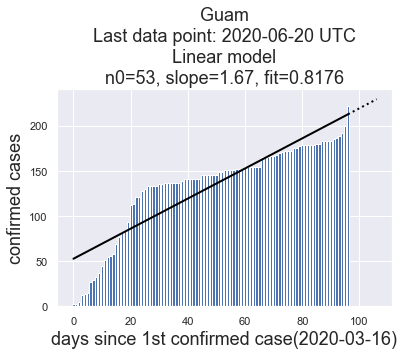 Guam
Last data point: 2020-06-20 UTC
Linear model
n0=53, slope=1.67, fit=0.8176
confirmed cases
200
150
100
50
0
0 20 40 60 80 100
days since 1st confirmed case(2020-03-16)